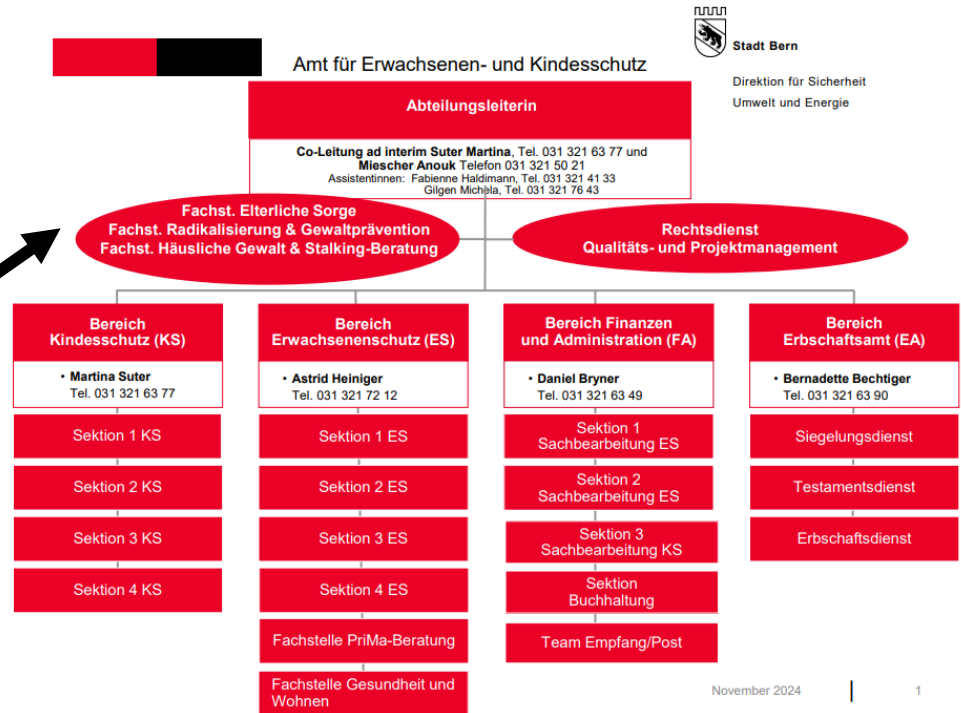 Stadt Bern
Direktion für Sicherheit
Umwelt und Energie
Amt für Erwachsenen- und Kindesschutz
Abteilungsleiterin
Co-Leitung ad interim Suter Martina, Tel. 031 321 63 77 und
Miescher Anouk Telefon 031 321 50 21
Assistentinnen: Fabienne Haldimann, Tel. 031 321 41 33
Gilgen Michela, Tel. 031 321 76 43
Fachst. Elterliche Sorge
Fachst. Radikalisierung & Gewaltprävention
Fachst. Häusliche Gewalt & Stalking-Beratung
Rechtsdienst
Qualitäts- und Projektmanagement
Bereich
Kindesschutz (KS)
• Martina Suter
Tel. 031 321 63 77
Sektion 1 KS
Sektion 2 KS
Sektion 3 KS
Sektion 4 KS
Bereich
Erwachsenenschutz (ES)
• Astrid Heiniger
Tel. 031 321 72 12
Sektion 1 ES
Sektion 2 ES
Sektion 3 ES
Sektion 4 ES
Fachstelle PriMa-Beratung
Fachstelle Gesundheit und
Wohnen
Bereich Finanzen
und Administration (FA)
• Daniel Bryner
Tel. 031 321 63 49
Sektion 1
Sachbearbeitung ES
Sektion 2
Sachbearbeitung ES
Sektion 3
Sachbearbeitung KS
Sektion
Buchhaltung
Team Empfang/Post
Bereich
Erbschaftsamt (EA)
• Bernadette Bechtiger
Tel. 031 321 63 90
Siegelungsdienst
Testamentsdienst
Erbschaftsdienst
November 2024
1